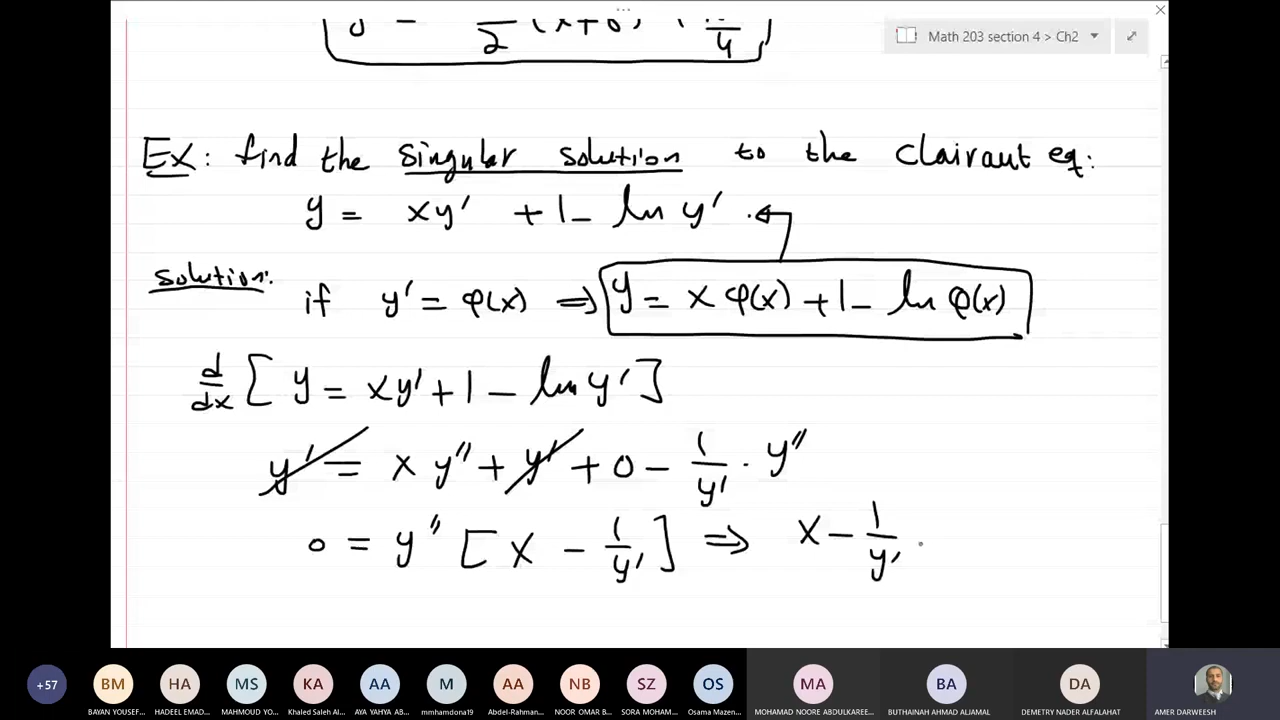 y = - /2 (x+6) + /4
Math 203 section 4 > Ch2
Ex: find the singular solution to the clairaut eq:
y = xy' + 1 - ln y' .
solution:
if y' = φ(x) ⟹ y = x φ(x) + 1 - ln φ(x)
d/dx [ y = xy' + 1 - ln y' ]
y' = x y'' + y' + 0 - 1/y' · y''
0 = y'' [ x - 1/y' ] ⟹ x - 1/y'
+57
BM HA MS KA AA M AA NB SZ OS MA BA DA
BAYAN YOUSEF... HADEEL EMAD... MAHMOUD YO... Khaled Saleh Al... AYA YAHYA AB... mmhamdona19 Abdel-Rahman... NOOR OMAR B... SORA MOHAM... Osama Mazen... MOHAMAD NOORE ABDULKAREE... BUTHAINAH AHMAD ALJAMAL DEMETRY NADER ALFALAHAT AMER DARWEESH